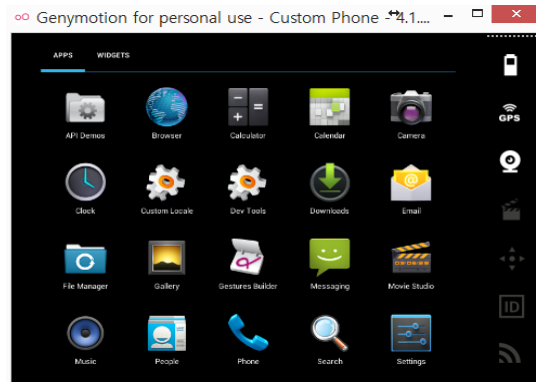 Genymotion for personal use - Custom Phone - 4.1....
APPS WIDGETS
API Demos Browser Calculator Calendar Camera
GPS
Clock Custom Locale Dev Tools Downloads Email
File Manager Gallery Gestures Builder Messaging Movie Studio
ID
Music People Phone Search Settings